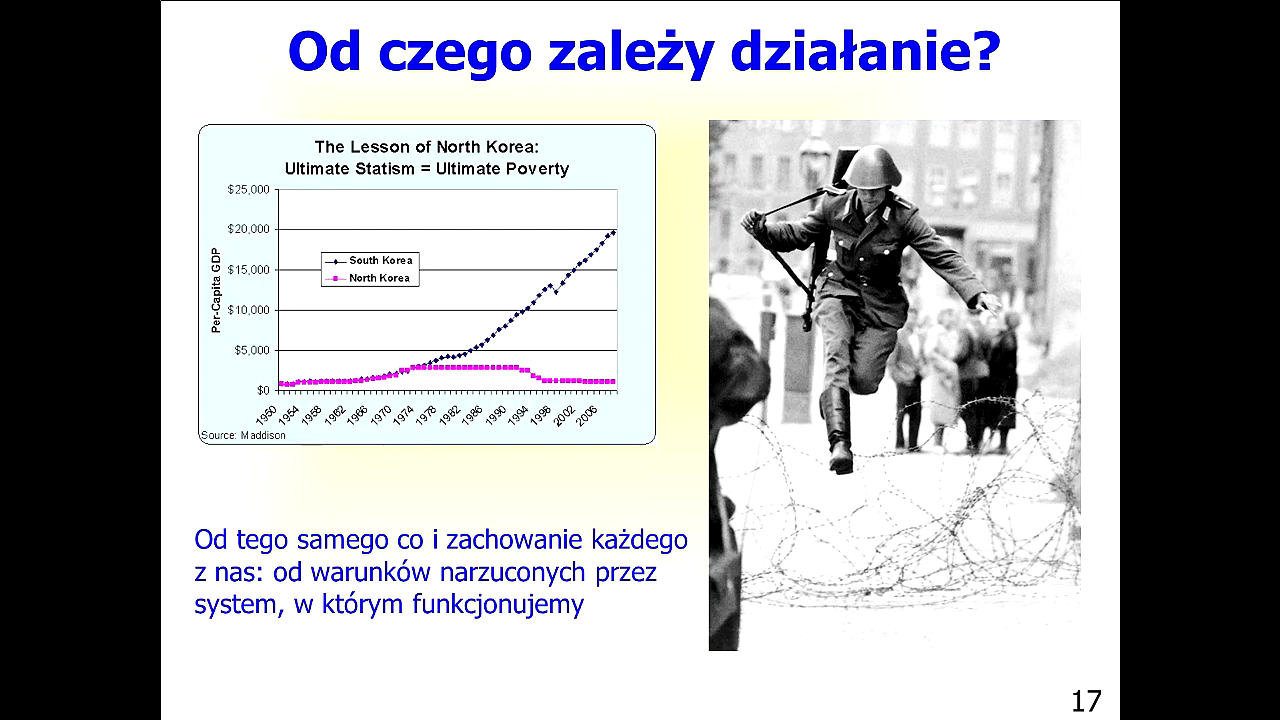 Od czego zależy działanie?
The Lesson of North Korea:
Ultimate Statism = Ultimate Poverty
$25,000
$20,000
$15,000
$10,000
$5,000
$0
Per-Capita GDP
South Korea
North Korea
1950 1954 1958 1962 1966 1970 1974 1978 1982 1986 1990 1994 1998 2002 2006
Source: Maddison
Od tego samego co i zachowanie każdego
z nas: od warunków narzuconych przez
system, w którym funkcjonujemy
17